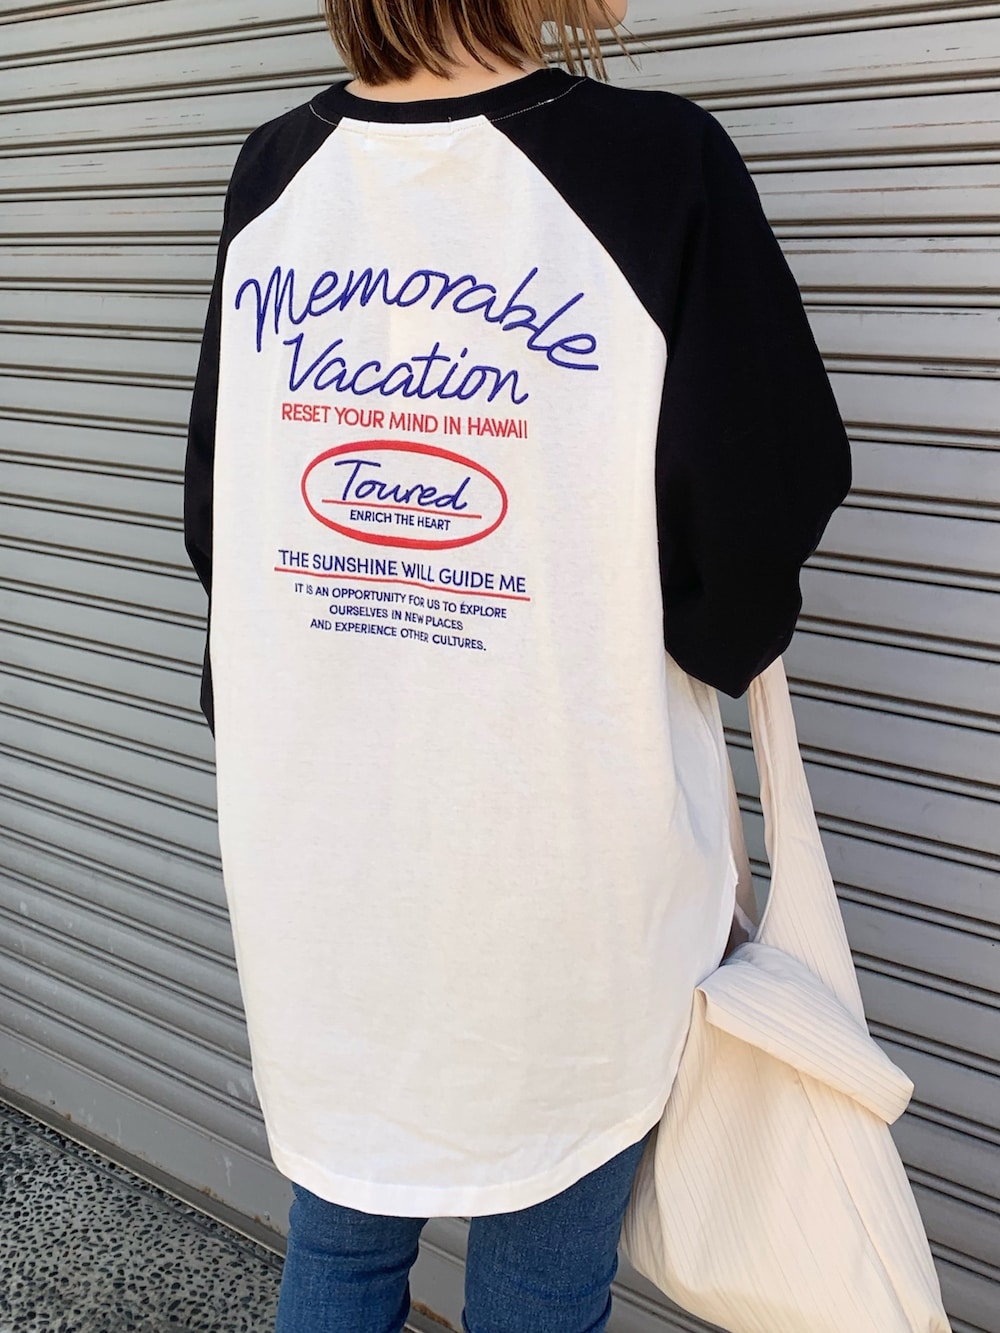 Memorable
Vacation
RESET YOUR MIND IN HAWAII
Toured
ENRICH THE HEART
THE SUNSHINE WILL GUIDE ME
IT IS AN OPPORTUNITY FOR US TO EXPLORE
OURSELVES IN NEW PLACES
AND EXPERIENCE OTHER CULTURES.